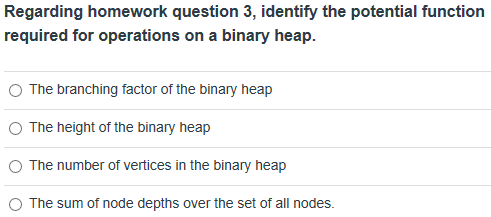 Regarding homework question 3, identify the potential function
required for operations on a binary heap.
The branching factor of the binary heap
The height of the binary heap
The number of vertices in the binary heap
The sum of node depths over the set of all nodes.